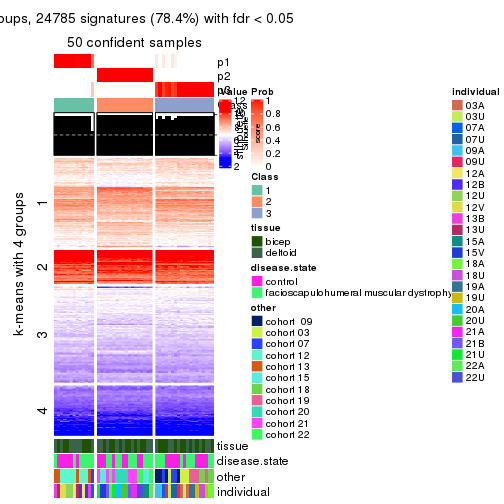 oups, 24785 signatures (78.4%) with fdr < 0.05
50 confident samples
p1
p2
p3
Class
k-means with 4 groups
1
2
3
4
tissue
disease.state
other
individual
Value
12
2
Prob
1
0.8
0.6
0.4
0.2
0
score
Class
1
2
3
tissue
bicep
deltoid
disease.state
control
facioscapulohumeral muscular dystrophy
other
cohort 09
cohort 03
cohort 07
cohort 12
cohort 13
cohort 15
cohort 18
cohort 19
cohort 20
cohort 21
cohort 22
individual
03A
03U
07A
07U
09A
09U
12A
12B
12U
12V
13B
13U
15A
15V
18A
18U
19A
19U
20A
20U
21A
21B
21U
22A
22U